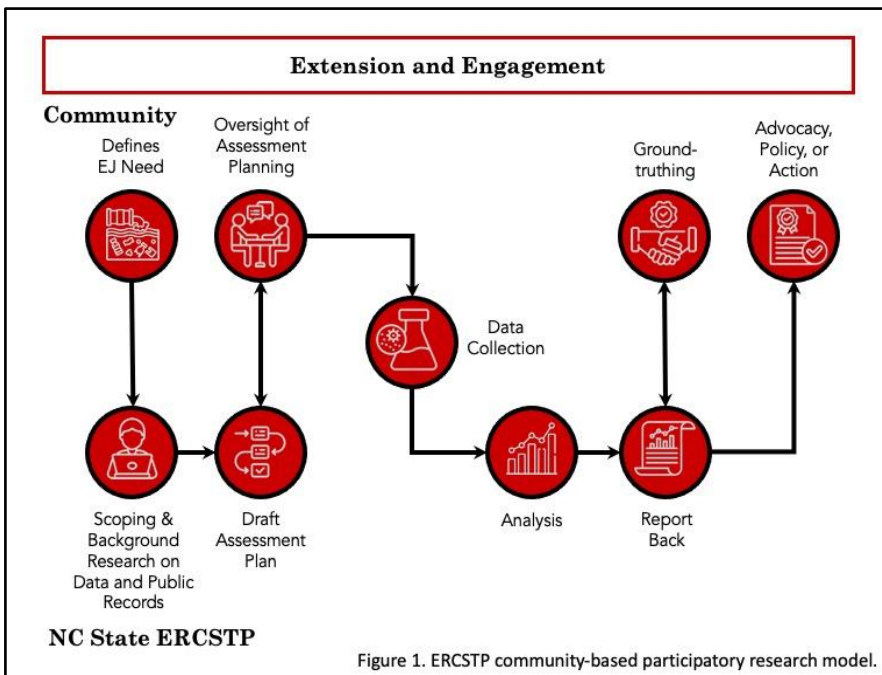 Extension and Engagement
Community
Defines
EJ Need
Oversight of
Assessment
Planning
Ground-
truthing
Advocacy,
Policy, or
Action
Data
Collection
Scoping &
Background
Research on
Data and Public
Records
Draft
Assessment
Plan
Analysis
Report
Back
NC State ERCSTP
Figure 1. ERCSTP community-based participatory research model.